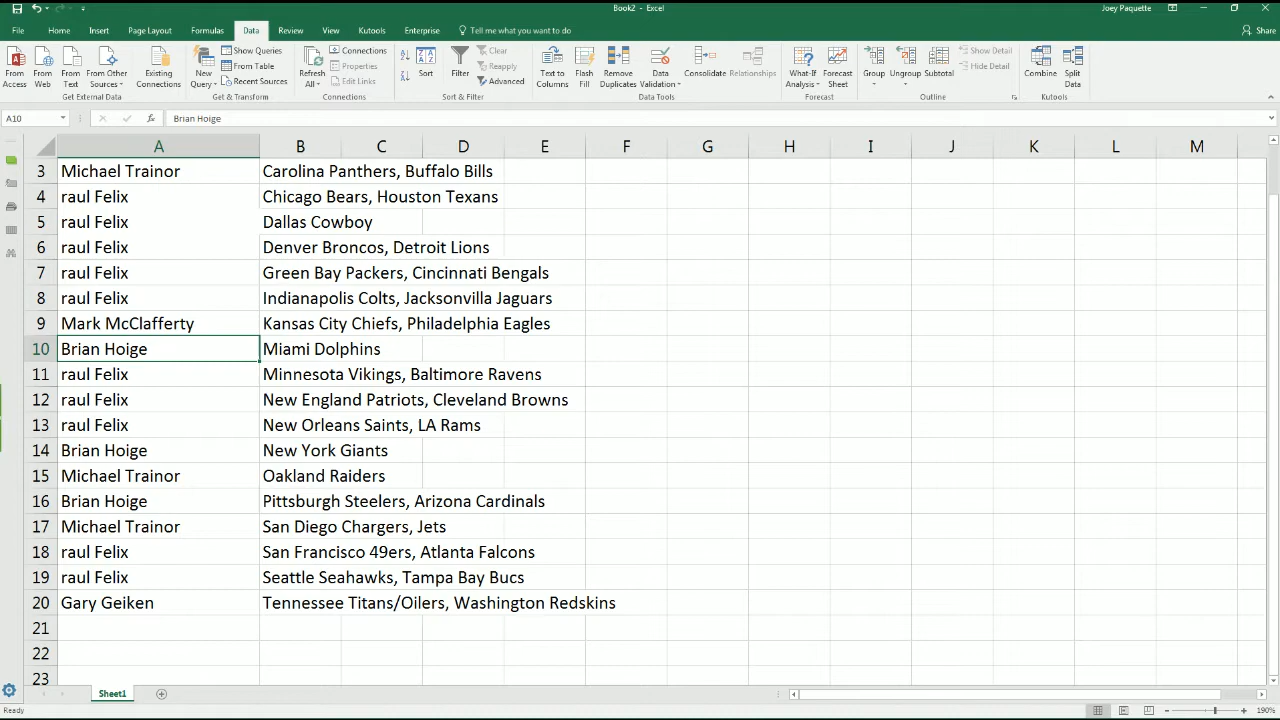 Book2 - Excel
Joey Paquette
File Home Insert Page Layout Formulas Data Review View Kutools Enterprise Tell me what you want to do Share
From Access
From Web
From Text
From Other Sources
Existing Connections
Get External Data
New Query
Show Queries
From Table
Recent Sources
Get & Transform
Refresh All
Connections
Properties
Edit Links
Connections
Sort
Filter
Clear
Reapply
Advanced
Sort & Filter
Text to Columns
Flash Fill
Remove Duplicates
Data Validation
Consolidate
Relationships
Data Tools
What-If Analysis
Forecast Sheet
Forecast
Group
Ungroup
Subtotal
Show Detail
Hide Detail
Outline
Combine
Split Data
Kutools
A10 fx Brian Hoige
A B C D E F G H I J K L M
3 Michael Trainor Carolina Panthers, Buffalo Bills
4 raul Felix Chicago Bears, Houston Texans
5 raul Felix Dallas Cowboy
6 raul Felix Denver Broncos, Detroit Lions
7 raul Felix Green Bay Packers, Cincinnati Bengals
8 raul Felix Indianapolis Colts, Jacksonvilla Jaguars
9 Mark McClafferty Kansas City Chiefs, Philadelphia Eagles
10 Brian Hoige Miami Dolphins
11 raul Felix Minnesota Vikings, Baltimore Ravens
12 raul Felix New England Patriots, Cleveland Browns
13 raul Felix New Orleans Saints, LA Rams
14 Brian Hoige New York Giants
15 Michael Trainor Oakland Raiders
16 Brian Hoige Pittsburgh Steelers, Arizona Cardinals
17 Michael Trainor San Diego Chargers, Jets
18 raul Felix San Francisco 49ers, Atlanta Falcons
19 raul Felix Seattle Seahawks, Tampa Bay Bucs
20 Gary Geiken Tennessee Titans/Oilers, Washington Redskins
21
22
23
Sheet1
Ready 190%